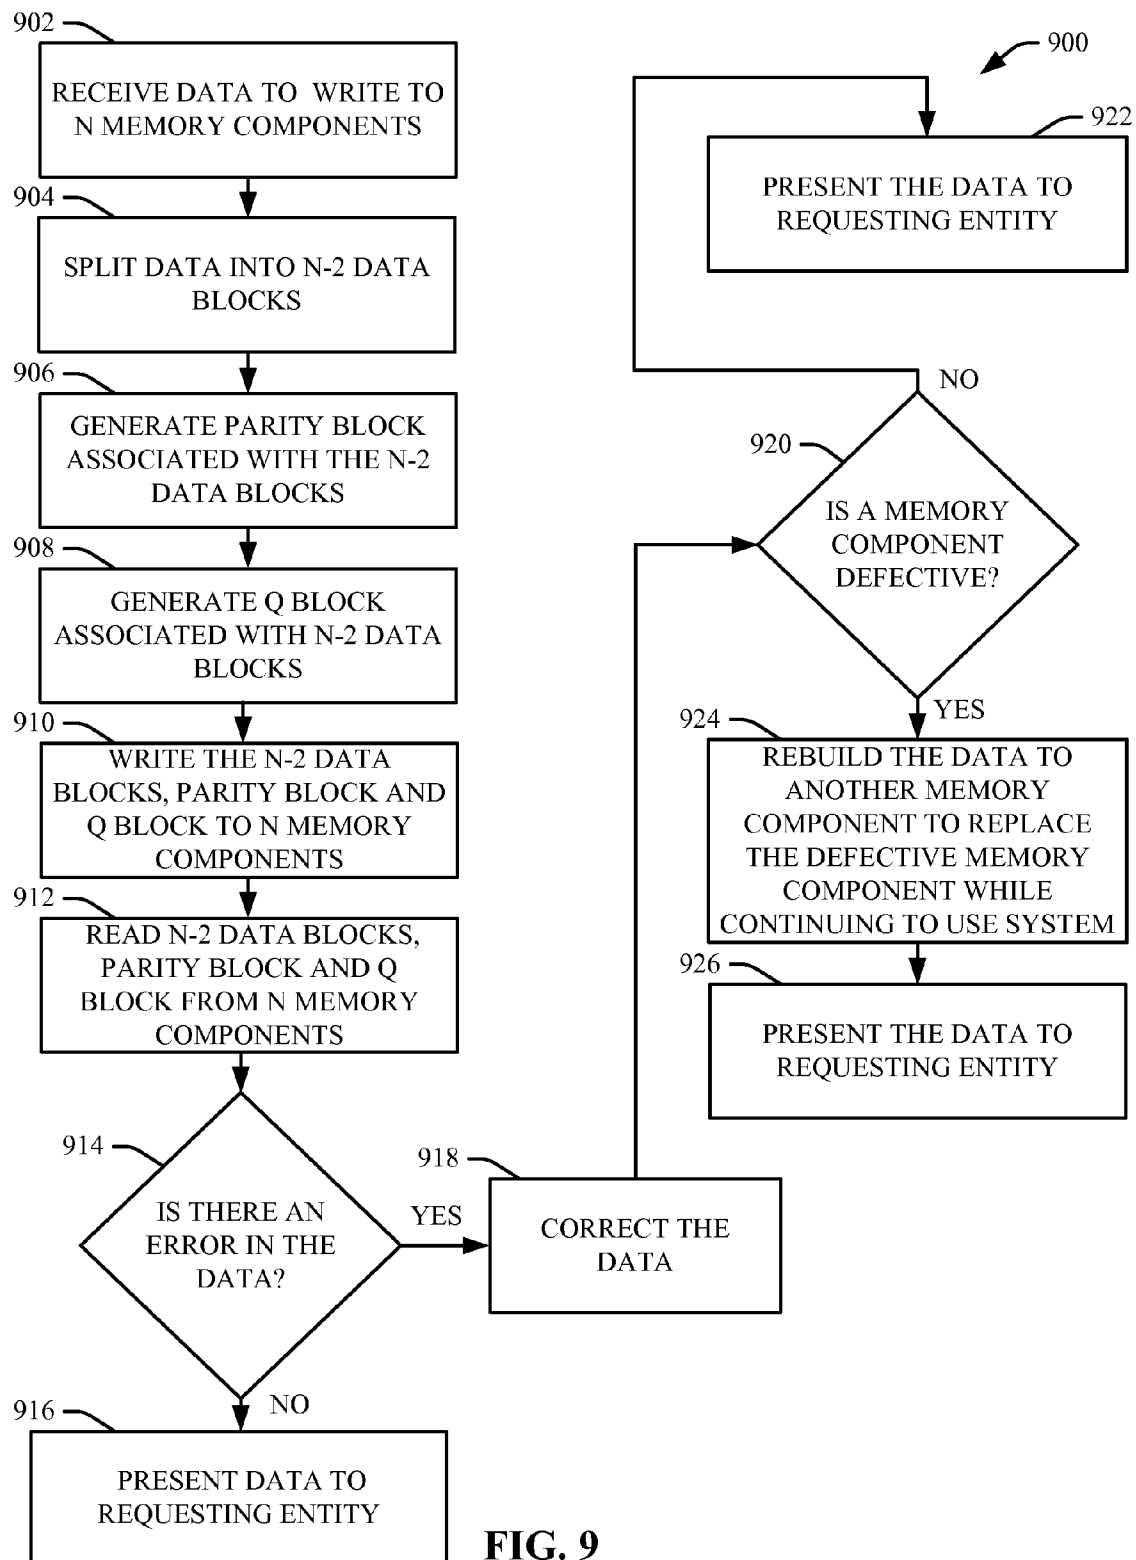 902
RECEIVE DATA TO WRITE TO
N MEMORY COMPONENTS
904
SPLIT DATA INTO N-2 DATA
BLOCKS
906
GENERATE PARITY BLOCK
ASSOCIATED WITH THE N-2
DATA BLOCKS
908
GENERATE Q BLOCK
ASSOCIATED WITH N-2 DATA
BLOCKS
910
WRITE THE N-2 DATA
BLOCKS, PARITY BLOCK AND
Q BLOCK TO N MEMORY
COMPONENTS
912
READ N-2 DATA BLOCKS,
PARITY BLOCK AND Q
BLOCK FROM N MEMORY
COMPONENTS
914
IS THERE AN
ERROR IN THE
DATA?
YES
NO
916
PRESENT DATA TO
REQUESTING ENTITY
918
CORRECT THE
DATA
900
922
PRESENT THE DATA TO
REQUESTING ENTITY
NO
920
IS A MEMORY
COMPONENT
DEFECTIVE?
YES
924
REBUILD THE DATA TO
ANOTHER MEMORY
COMPONENT TO REPLACE
THE DEFECTIVE MEMORY
COMPONENT WHILE
CONTINUING TO USE SYSTEM
926
PRESENT THE DATA TO
REQUESTING ENTITY
FIG. 9